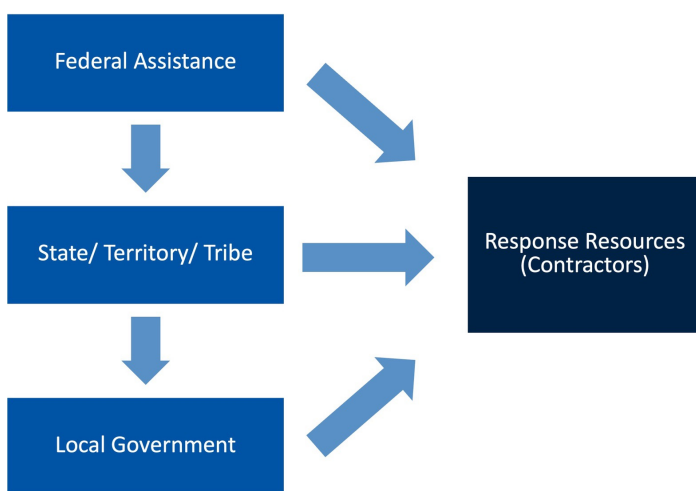 Federal Assistance
State/ Territory/ Tribe
Response Resources
(Contractors)
Local Government